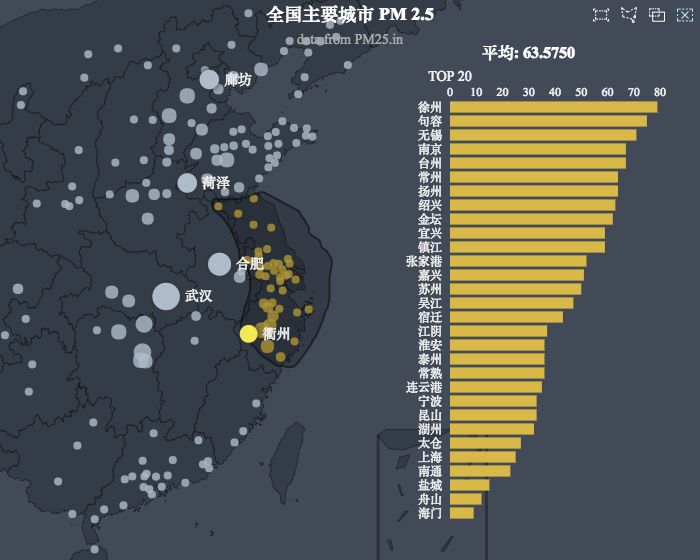 全国主要城市 PM 2.5
data from PM25.in
平均: 63.5750
TOP 20
0 10 20 30 40 50 60 70 80
徐州
句容
无锡
南京
台州
常州
扬州
绍兴
金坛
宜兴
镇江
张家港
嘉兴
苏州
吴江
宿迁
江阴
淮安
泰州
常熟
连云港
宁波
昆山
湖州
太仓
上海
南通
盐城
舟山
海门
廊坊
菏泽
合肥
武汉
衢州